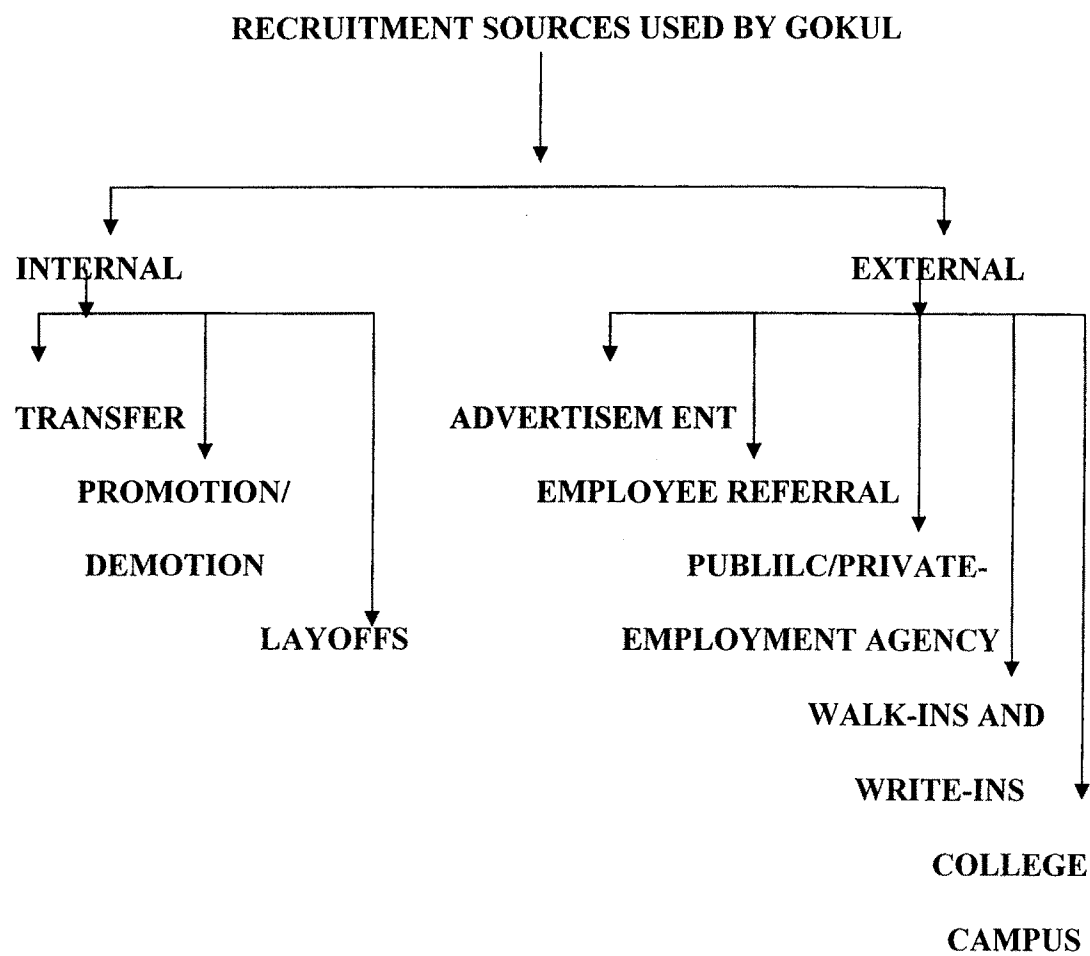 RECRUITMENT SOURCES USED BY GOKUL
INTERNAL
EXTERNAL
TRANSFER
PROMOTION/
DEMOTION
LAYOFFS
ADVERTISEM ENT
EMPLOYEE REFERRAL
PUBLILC/PRIVATE-
EMPLOYMENT AGENCY
WALK-INS AND
WRITE-INS
COLLEGE
CAMPUS